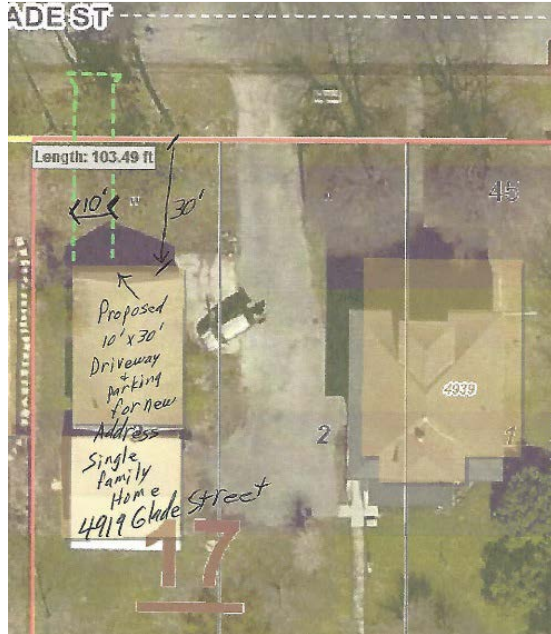 ADE ST
Length: 103.49 ft
10'
30'
45
Proposed
10' x 30'
Driveway
+
parking
for new
Address
Single
family
Home
4919 Glade Street
4939
2
1
17